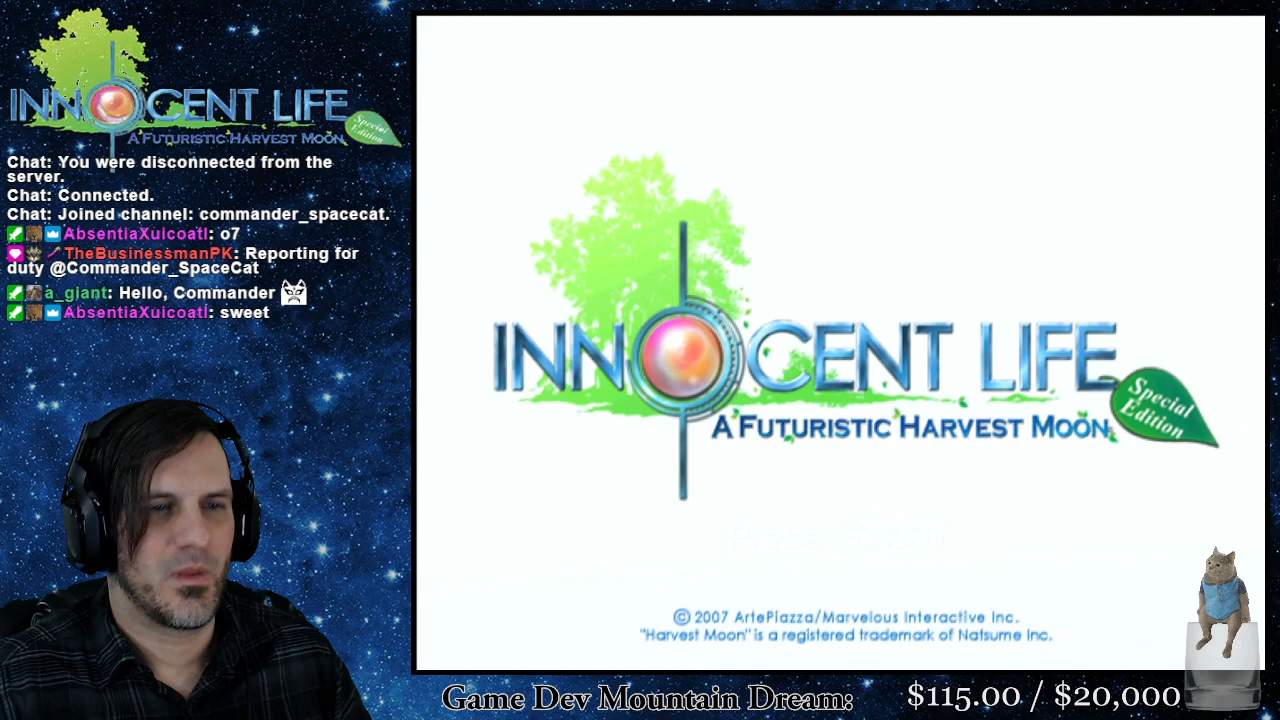 INNOCENT LIFE
A FUTURISTIC HARVEST MOON
Special
Edition
Chat: You were disconnected from the
server.
Chat: Connected.
Chat: Joined channel: commander_spacecat.
AbsentiaXuicoatl: o7
TheBusinessmanPK: Reporting for
duty @Commander_SpaceCat
a_giant: Hello, Commander
AbsentiaXuicoatl: sweet
INNOCENT LIFE
A FUTURISTIC HARVEST MOON
Special
Edition
© 2007 ArtePiazza/Marvelous Interactive Inc.
"Harvest Moon" is a registered trademark of Natsume Inc.
Game Dev Mountain Dream: $115.00 / $20,000